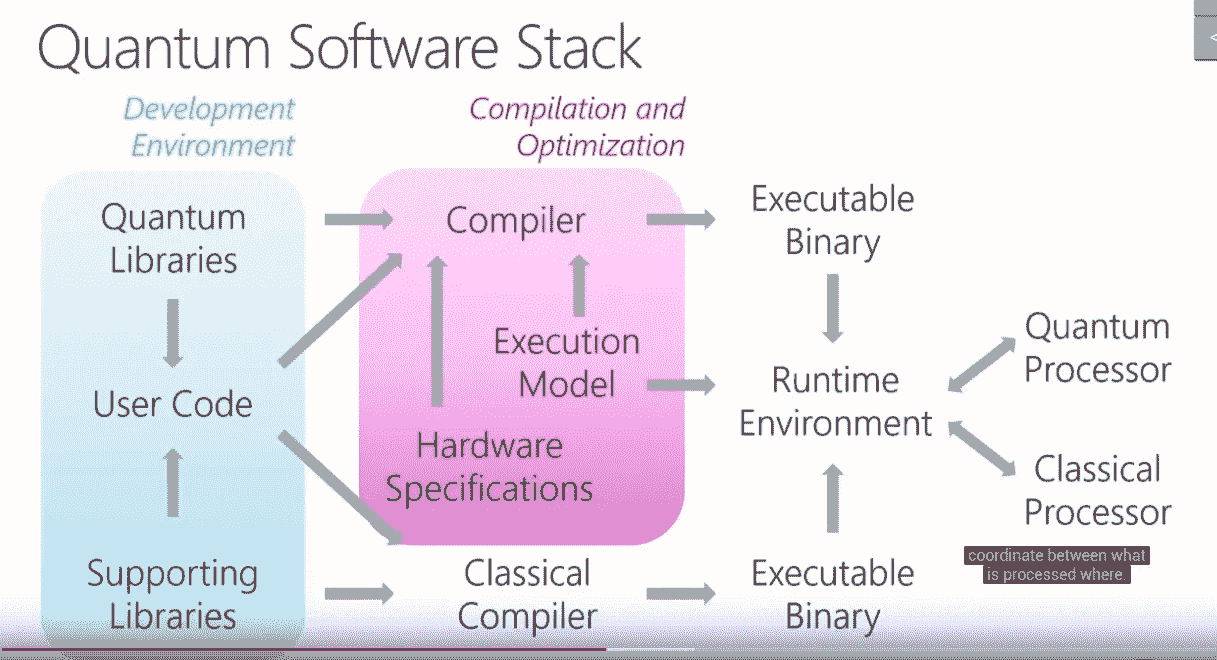 Quantum Software Stack
Development
Environment
Compilation and
Optimization
Quantum
Libraries
Compiler
Executable
Binary
Execution
Model
User Code
Runtime
Environment
Quantum
Processor
Hardware
Specifications
Classical
Processor
coordinate between what
is processed where.
Supporting
Libraries
Classical
Compiler
Executable
Binary